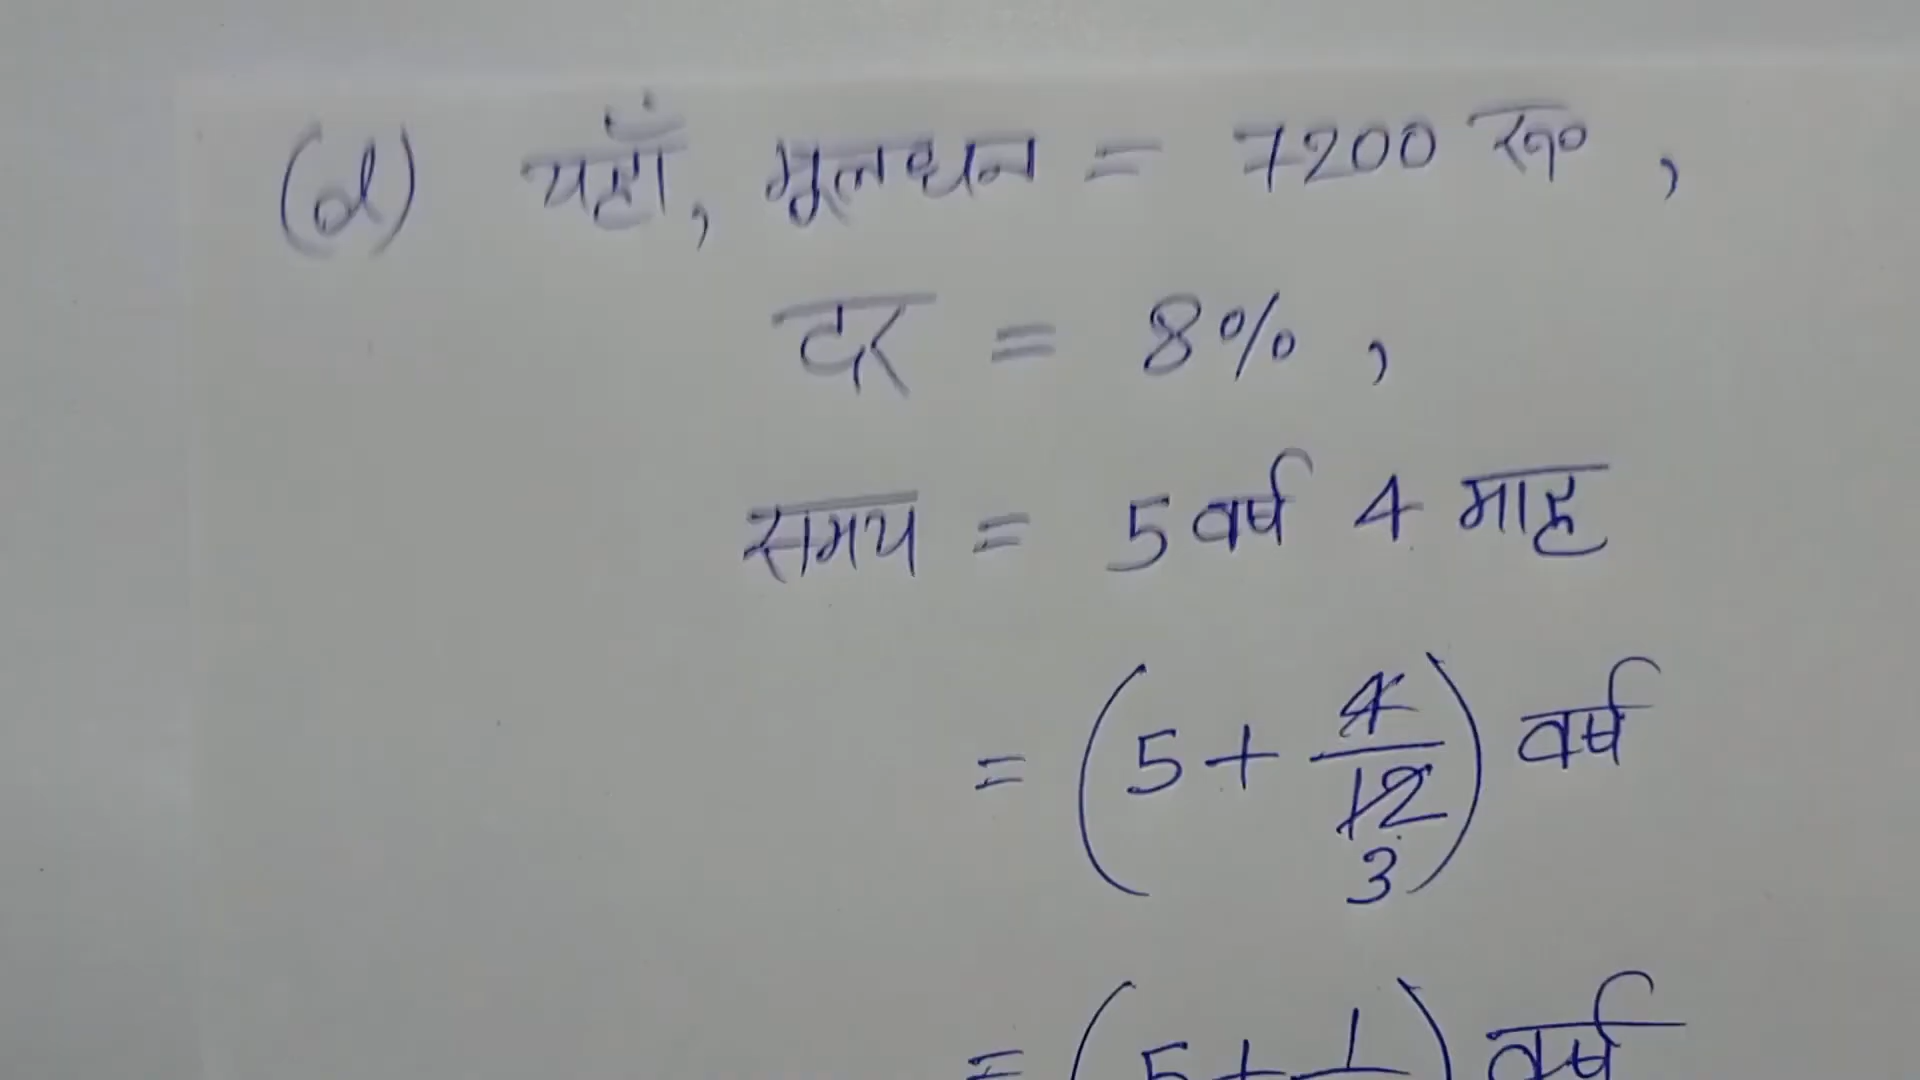 (d) यहाँ, मूलधन = 7200 रू०,
दर = 8%,
समय = 5 वर्ष 4 माह
= (5 + 4/12 3) वर्ष
= (5 + 1 वर्ष